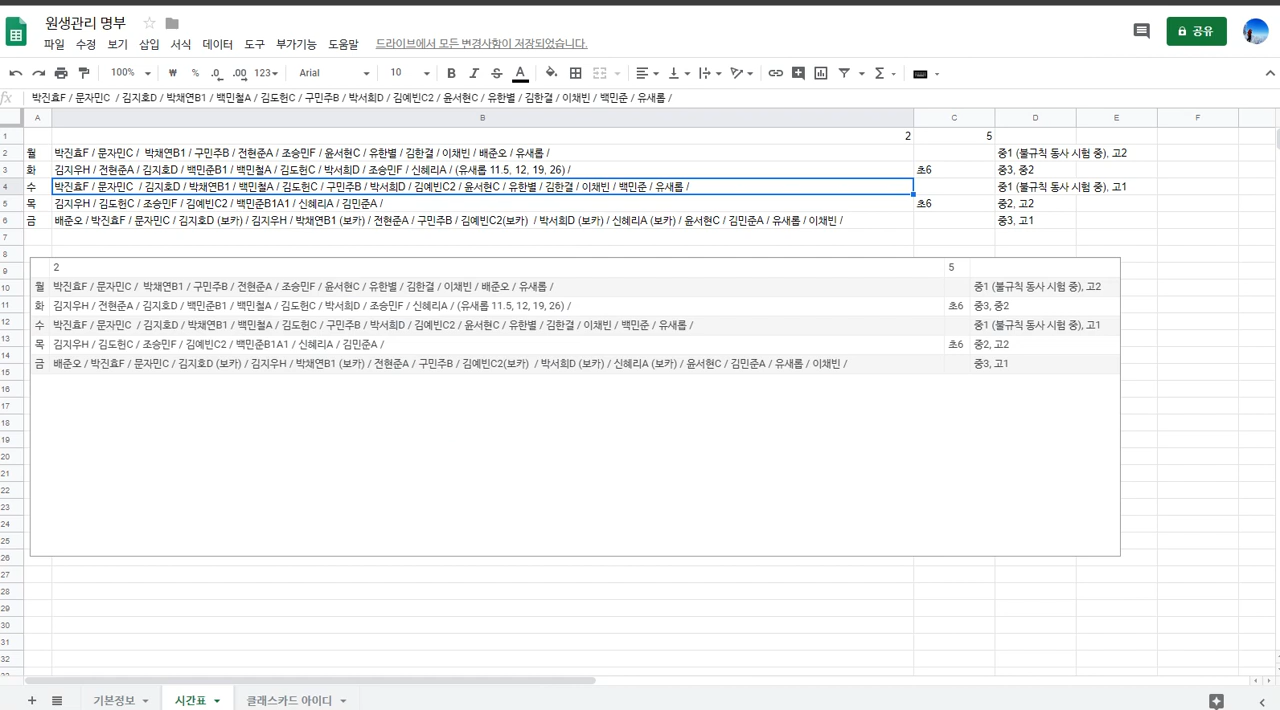 원생관리 명부
파일 수정 보기 삽입 서식 데이터 도구 부가기능 도움말 드라이브에서 모든 변경사항이 저장되었습니다.
공유
100% ₩ % .0 .00 123 Arial 10 B I S A Σ
fx 박진효F / 문자민C / 김지호D / 박채연B1 / 백민철A / 김도헌C / 구민주B / 박서희D / 김예빈C2 / 윤서현C / 유한별 / 김한결 / 이채빈 / 백민준 / 유새롬 /
A B C D E F
1 2 5
2 월 박진효F / 문자민C / 박채연B1 / 구민주B / 전현준A / 조승민F / 윤서현C / 유한별 / 김한결 / 이채빈 / 배준오 / 유새롬 / 중1 (불규칙 동사 시험 중), 고2
3 화 김지우H / 전현준A / 김지호D / 백민준B1 / 백민철A / 김도헌C / 박서희D / 조승민F / 신혜리A / (유새롬 11.5, 12, 19, 26) / 초6 중3, 중2
4 수 박진효F / 문자민C / 김지호D / 박채연B1 / 백민철A / 김도헌C / 구민주B / 박서희D / 김예빈C2 / 윤서현C / 유한별 / 김한결 / 이채빈 / 백민준 / 유새롬 / 중1 (불규칙 동사 시험 중), 고1
5 목 김지우H / 김도헌C / 조승민F / 김예빈C2 / 백민준B1A1 / 신혜리A / 김민준A / 초6 중2, 고2
6 금 배준오 / 박진효F / 문자민C / 김지호D (보카) / 김지우H / 박채연B1 (보카) / 전현준A / 구민주B / 김예빈C2(보카) / 박서희D (보카) / 신혜리A (보카) / 윤서현C / 김민준A / 유새롬 / 이채빈 / 중3, 고1
7
8
9 2 5
10 월 박진효F / 문자민C / 박채연B1 / 구민주B / 전현준A / 조승민F / 윤서현C / 유한별 / 김한결 / 이채빈 / 배준오 / 유새롬 / 중1 (불규칙 동사 시험 중), 고2
11 화 김지우H / 전현준A / 김지호D / 백민준B1 / 백민철A / 김도헌C / 박서희D / 조승민F / 신혜리A / (유새롬 11.5, 12, 19, 26) / 초6 중3, 중2
12 수 박진효F / 문자민C / 김지호D / 박채연B1 / 백민철A / 김도헌C / 구민주B / 박서희D / 김예빈C2 / 윤서현C / 유한별 / 김한결 / 이채빈 / 백민준 / 유새롬 / 중1 (불규칙 동사 시험 중), 고1
13 목 김지우H / 김도헌C / 조승민F / 김예빈C2 / 백민준B1A1 / 신혜리A / 김민준A / 초6 중2, 고2
14
15 금 배준오 / 박진효F / 문자민C / 김지호D (보카) / 김지우H / 박채연B1 (보카) / 전현준A / 구민주B / 김예빈C2(보카) / 박서희D (보카) / 신혜리A (보카) / 윤서현C / 김민준A / 유새롬 / 이채빈 / 중3, 고1
16
17
18
19
20
21
22
23
24
25
26
27
28
29
30
31
32
+ 기본정보 시간표 클래스카드 아이디